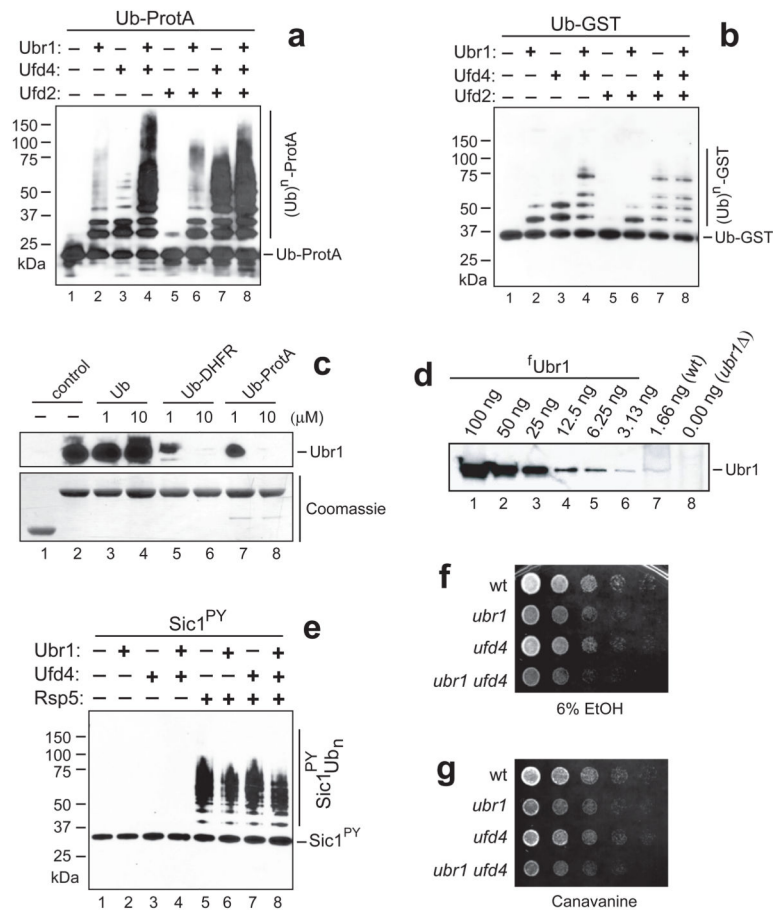 Ub-ProtA
a
Ubr1: – + – + – + – +
Ufd4: – – + + – – + +
Ufd2: – – – – + + + +
150
100
75
50
37
25
kDa
(Ub)n-ProtA
Ub-ProtA
1 2 3 4 5 6 7 8
Ub-GST
b
Ubr1: – + – + – + – +
Ufd4: – – + + – – + +
Ufd2: – – – – + + + +
150
100
75
50
37
25
kDa
(Ub)n-GST
Ub-GST
1 2 3 4 5 6 7 8
c
control Ub Ub-DHFR Ub-ProtA
– – 1 10 1 10 1 10 (μM)
Ubr1
Coomassie
1 2 3 4 5 6 7 8
d
fUbr1
100 ng 50 ng 25 ng 12.5 ng 6.25 ng 3.13 ng 1.66 ng (wt) 0.00 ng (ubr1Δ)
Ubr1
1 2 3 4 5 6 7 8
Sic1PY
e
Ubr1: – + – + – + – +
Ufd4: – – + + – – + +
Rsp5: – – – – + + + +
150
100
75
50
37
25
kDa
Sic1PYUbn
Sic1PY
1 2 3 4 5 6 7 8
f
wt
ubr1
ufd4
ubr1 ufd4
6% EtOH
g
wt
ubr1
ufd4
ubr1 ufd4
Canavanine